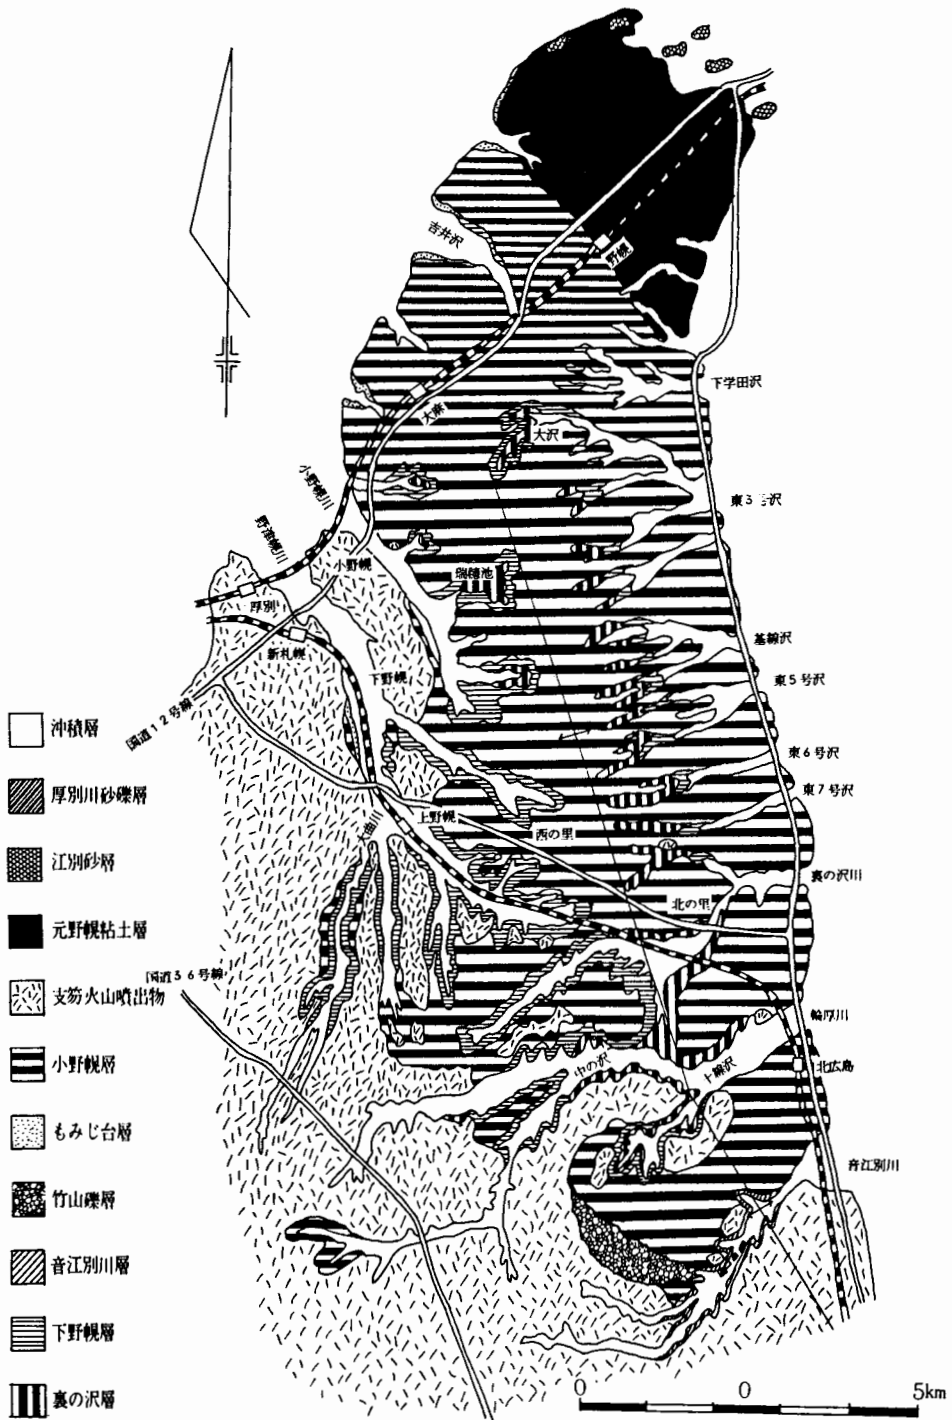 吉井沢
野幌
下学田沢
大麻
大沢
小野幌川
東3号沢
野津幌川
小野幌
瑞穂池
厚別
基線沢
新札幌
下野幌
東5号沢
国道12号線
東6号沢
東7号沢
上野幌
西の里
裏の沢川
北の里
国道36号線
輪厚川
中の沢
北広島
音江別川
沖積層
厚別川砂礫層
江別砂層
元野幌粘土層
支笏火山噴出物
小野幌層
もみじ台層
竹山礫層
音江別川層
下野幌層
裏の沢層
0 0 5km